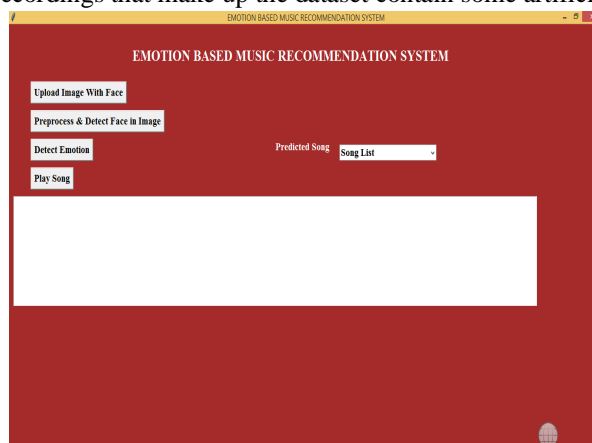 ecordings that make up the dataset contain some artific
EMOTION BASED MUSIC RECOMMENDATION SYSTEM
EMOTION BASED MUSIC RECOMMENDATION SYSTEM
Upload Image With Face
Preprocess & Detect Face in Image
Detect Emotion
Predicted Song
Song List
Play Song